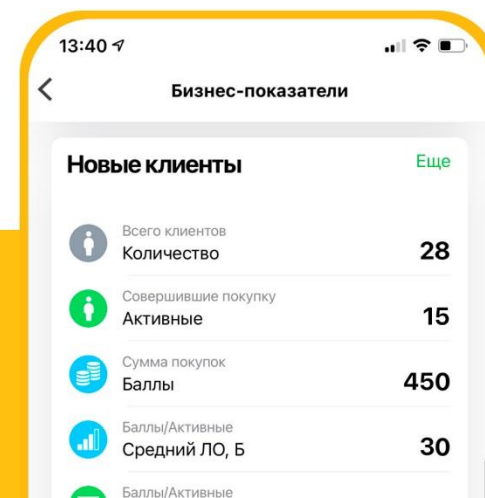 13:40
Бизнес-показатели
Новые клиенты Еще
Всего клиентов
Количество 28
Совершившие покупку
Активные 15
Сумма покупок
Баллы 450
Баллы/Активные
Средний ЛО, Б 30
Баллы/Активные